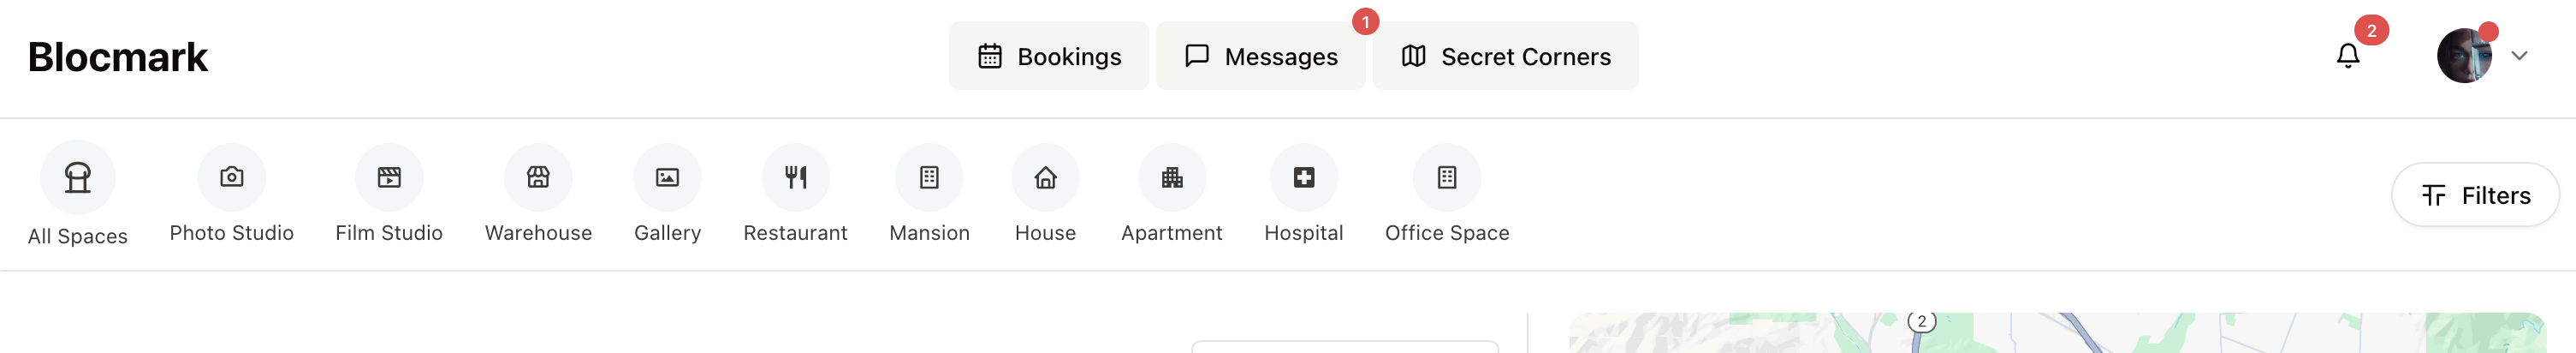 Blocmark
Bookings
Messages
1
Secret Corners
2
All Spaces
Photo Studio
Film Studio
Warehouse
Gallery
Restaurant
Mansion
House
Apartment
Hospital
Office Space
Filters
2